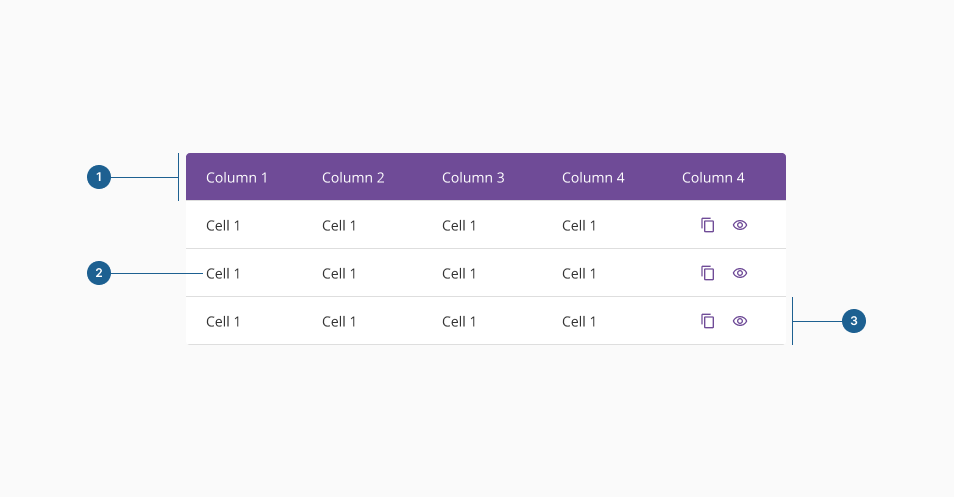 1 Column 1 Column 2 Column 3 Column 4 Column 4
Cell 1 Cell 1 Cell 1 Cell 1
2 Cell 1 Cell 1 Cell 1 Cell 1
Cell 1 Cell 1 Cell 1 Cell 1 3